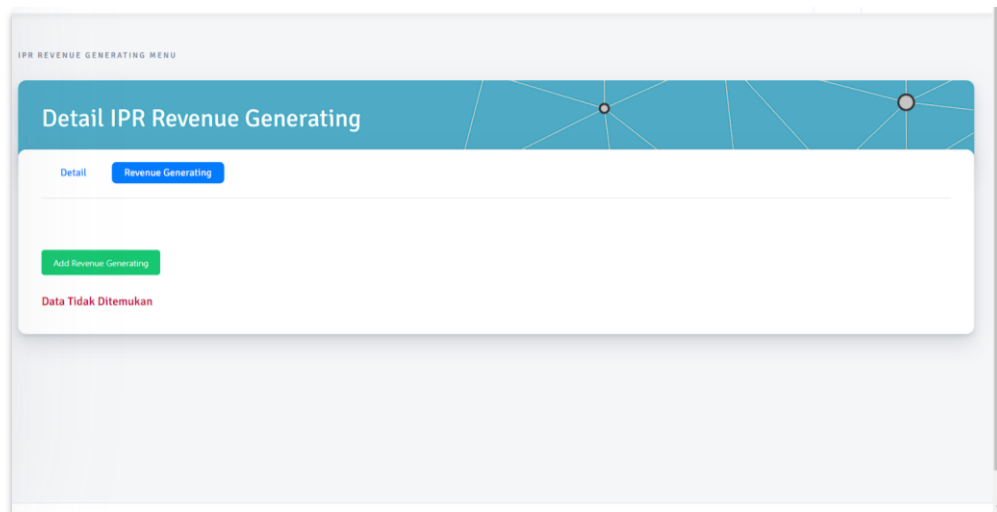 IPR REVENUE GENERATING MENU
Detail IPR Revenue Generating
Detail
Revenue Generating
Add Revenue Generating
Data Tidak Ditemukan